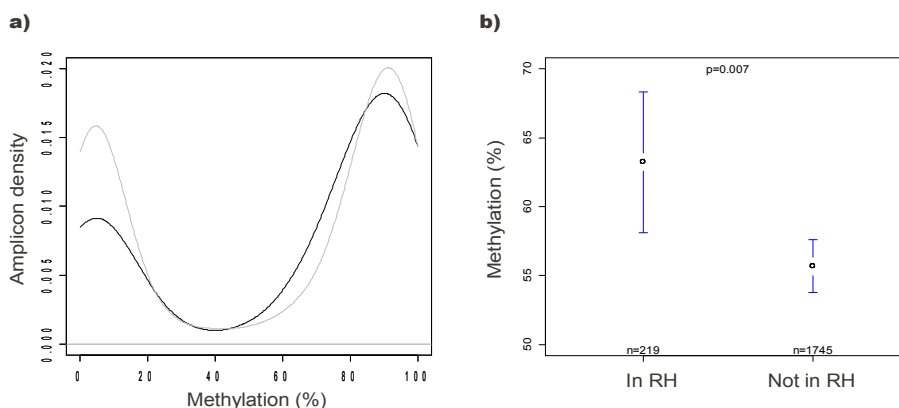 a)
Amplicon density
0.000 0.005 0.010 0.015 0.020
0 20 40 60 80 100
Methylation (%)
b)
Methylation (%)
70
65
60
55
50
p=0.007
n=219 n=1745
In RH Not in RH